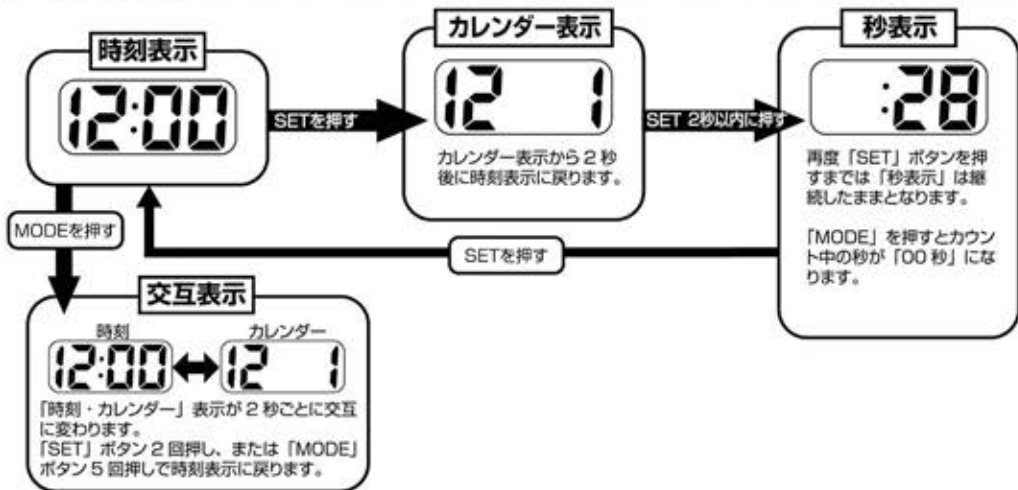 時刻表示
12:00
SETを押す
カレンダー表示
12 1
カレンダー表示から2秒
後に時刻表示に戻ります。
SET 2秒以内に押す
秒表示
:28
再度「SET」ボタンを押
すまでは「秒表示」は継
続したままとなります。
「MODE」を押すとカウン
ト中の秒が「00秒」にな
ります。
SETを押す
MODEを押す
交互表示
時刻
カレンダー
12:00
12 1
「時刻・カレンダー」表示が2秒ごとに交互
に変わります。
「SET」ボタン2回押し、または「MODE」
ボタン5回押しで時刻表示に戻ります。